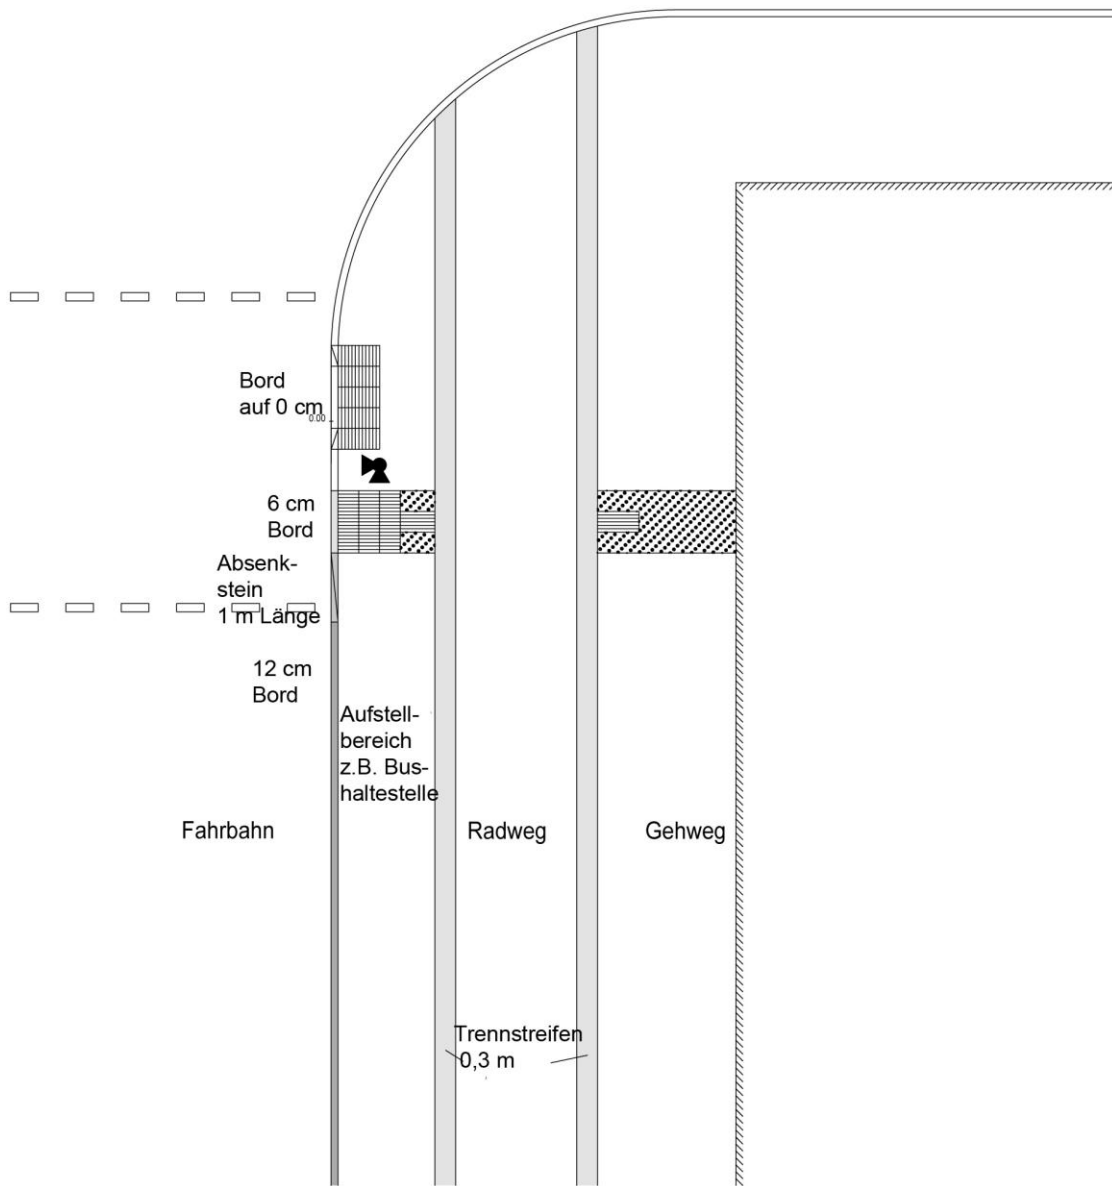 Bord
auf 0 cm
0.00
6 cm
Bord
Absenk-
stein
1 m Länge
12 cm
Bord
Aufstell-
bereich
z.B. Bus-
haltestelle
Fahrbahn
Radweg
Gehweg
Trennstreifen
0,3 m